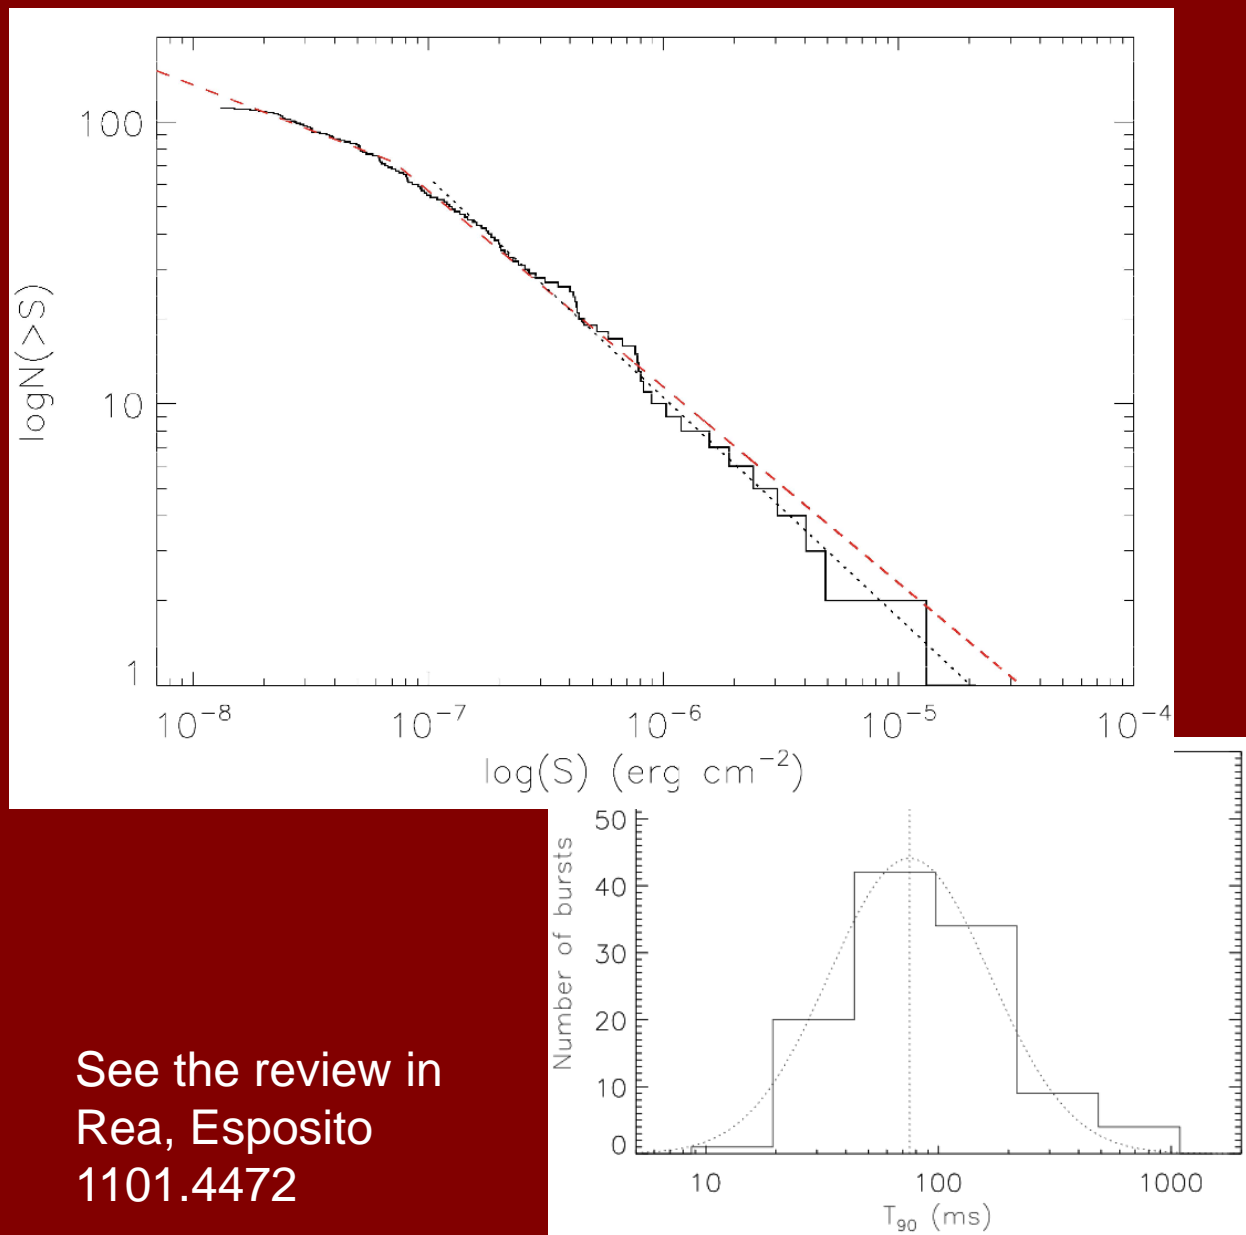 logN(>S)
100
10
1
10⁻⁸ 10⁻⁷ 10⁻⁶ 10⁻⁵ 10⁻⁴
log(S) (erg cm⁻²)
Number of bursts
50
40
30
20
10
0
10 100 1000
T₉₀ (ms)
See the review in
Rea, Esposito
1101.4472